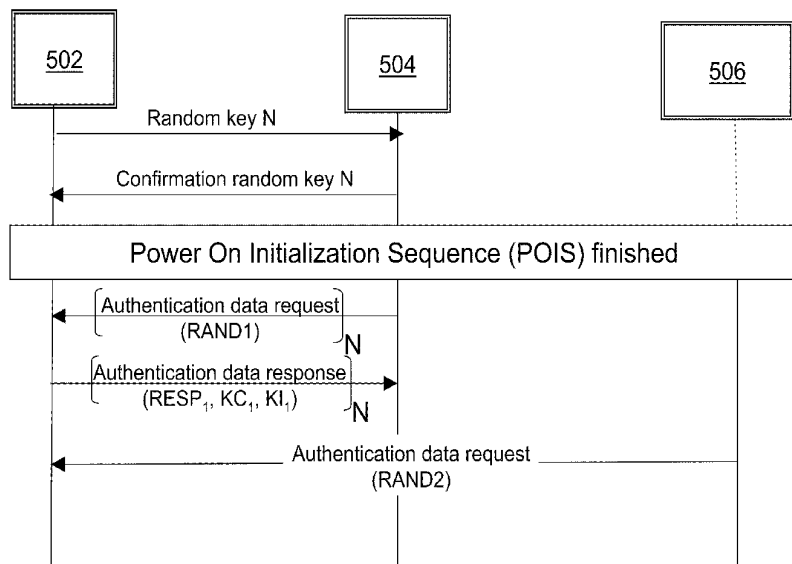 502
504
506
Random key N
Confirmation random key N
Power On Initialization Sequence (POIS) finished
Authentication data request
(RAND1)
N
Authentication data response
(RESP₁, KC₁, KI₁)
N
Authentication data request
(RAND2)